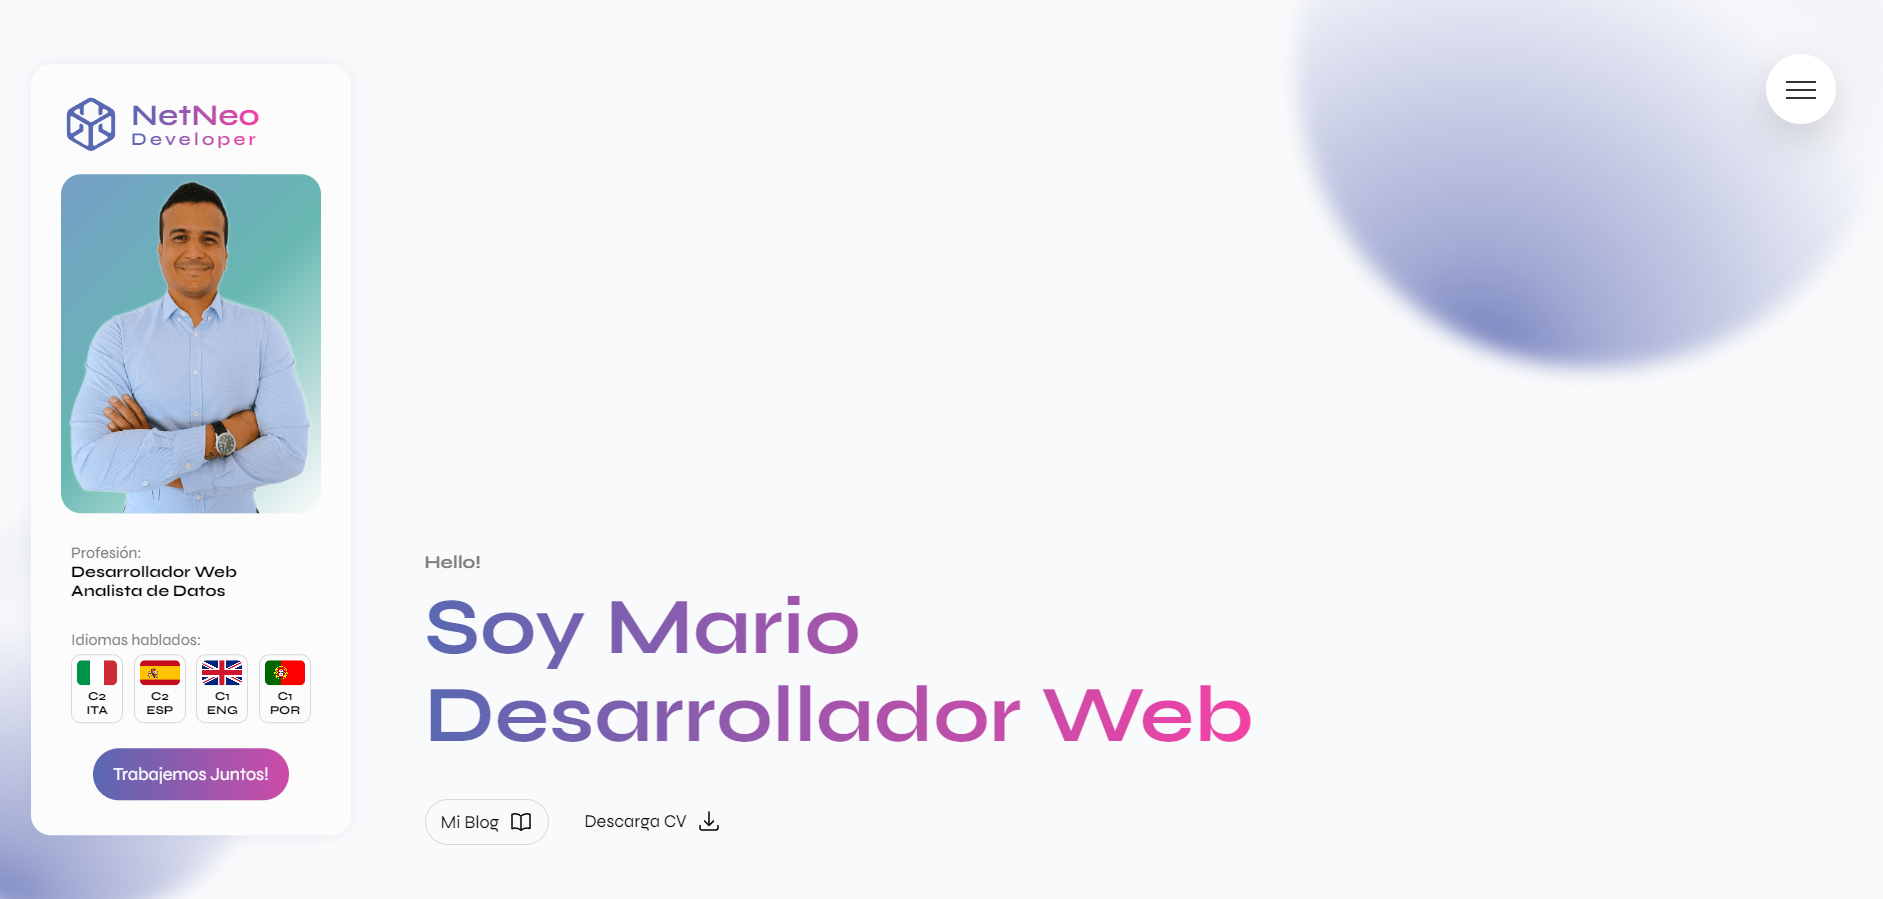 NetNeo
Developer
Profesión:
Desarrollador Web
Analista de Datos
Idiomas hablados:
C2 C2 C1 C1
ITA ESP ENG POR
Trabajemos Juntos!
Hello!
Soy Mario
Desarrollador Web
Mi Blog Descarga CV